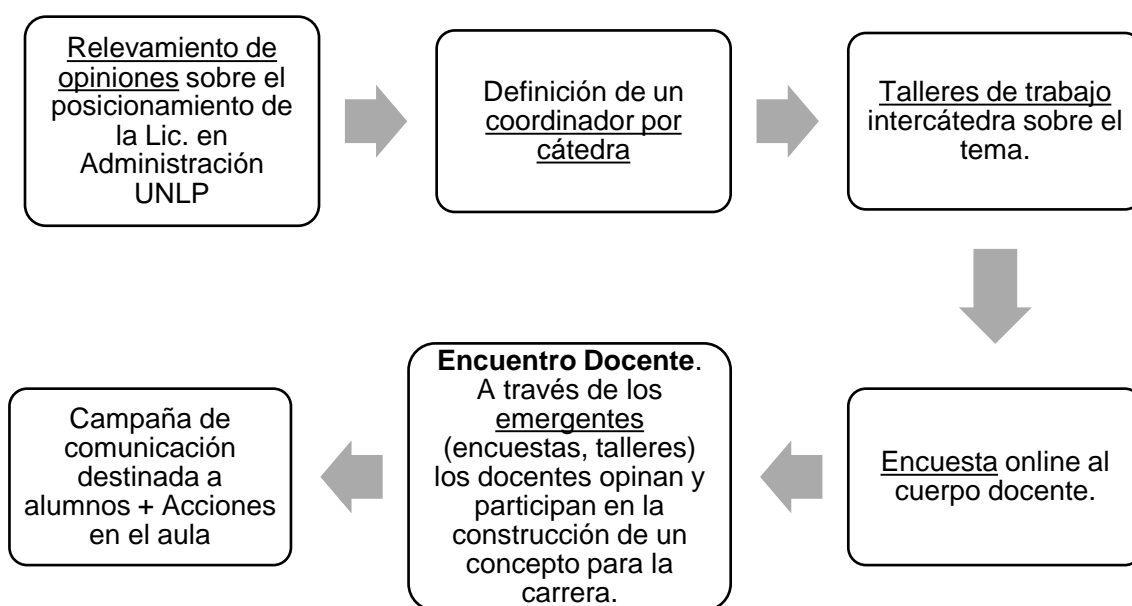 Relevamiento de
opiniones sobre el
posicionamiento de
la Lic. en
Administración
UNLP
Definición de un
coordinador por
cátedra
Talleres de trabajo
intercátedra sobre el
tema.
Encuesta online al
cuerpo docente.
Encuentro Docente.
A través de los
emergentes
(encuestas, talleres)
los docentes opinan y
participan en la
construcción de un
concepto para la
carrera.
Campaña de
comunicación
destinada a
alumnos + Acciones
en el aula